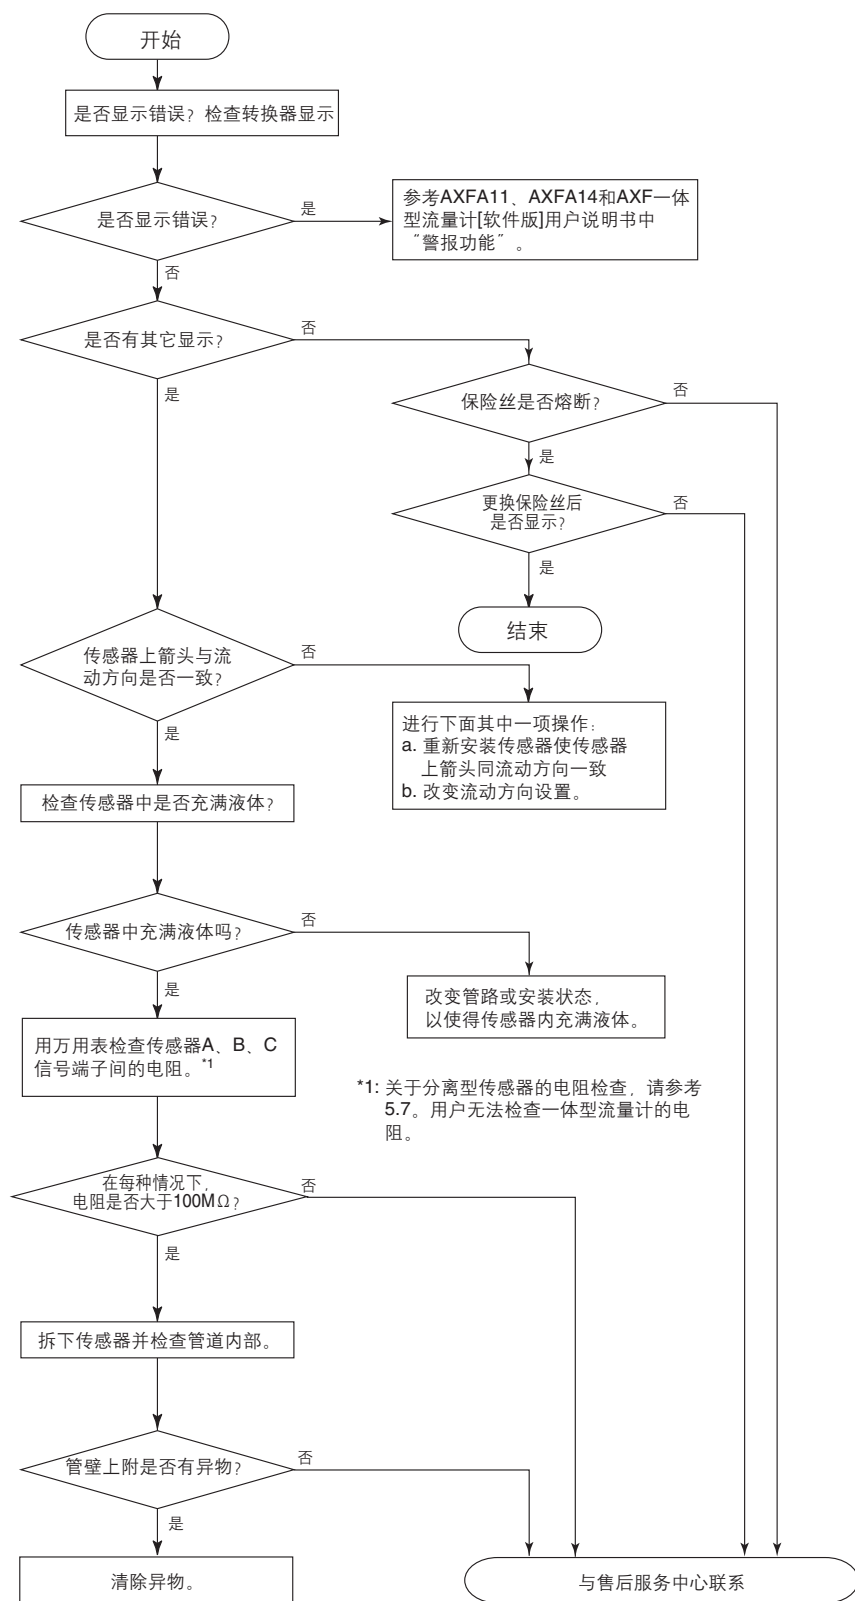 开始
是否显示错误？检查转换器显示
是否显示错误？
是
参考AXFA11、AXFA14和AXF一体
型流量计[软件版]用户说明书中
“警报功能”。
否
是否有其它显示？
否
是
保险丝是否熔断？
否
是
更换保险丝后
是否显示？
否
是
结束
传感器上箭头与流
动方向是否一致？
否
是
进行下面其中一项操作：
a. 重新安装传感器使传感器
上箭头同流动方向一致
b. 改变流动方向设置。
检查传感器中是否充满液体？
传感器中充满液体吗？
否
是
改变管路或安装状态，
以使得传感器内充满液体。
用万用表检查传感器A、B、C
信号端子间的电阻。*1
*1: 关于分离型传感器的电阻检查，请参考
5.7。用户无法检查一体型流量计的电
阻。
在每种情况下，
电阻是否大于100MΩ？
否
是
拆下传感器并检查管道内部。
管壁上附是否有异物？
否
是
清除异物。
与售后服务中心联系